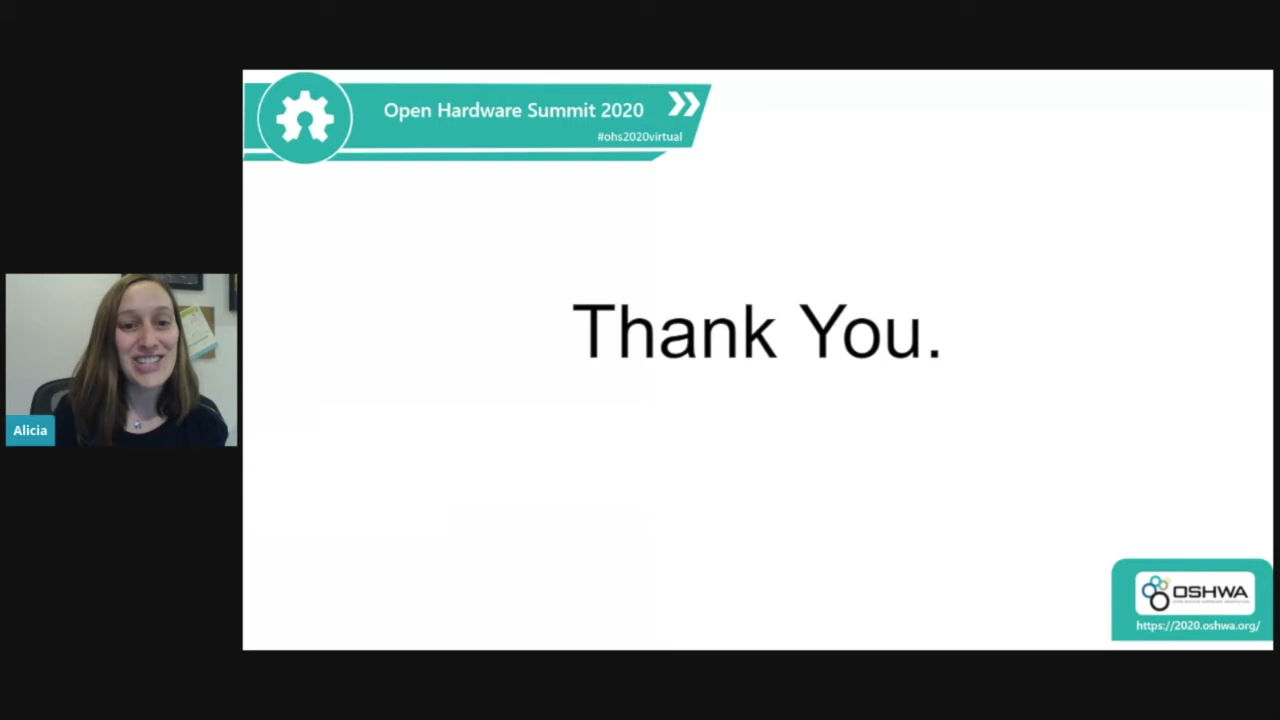 Open Hardware Summit 2020
#ohs2020virtual
Thank You.
Alicia
OSHWA
https://2020.oshwa.org/